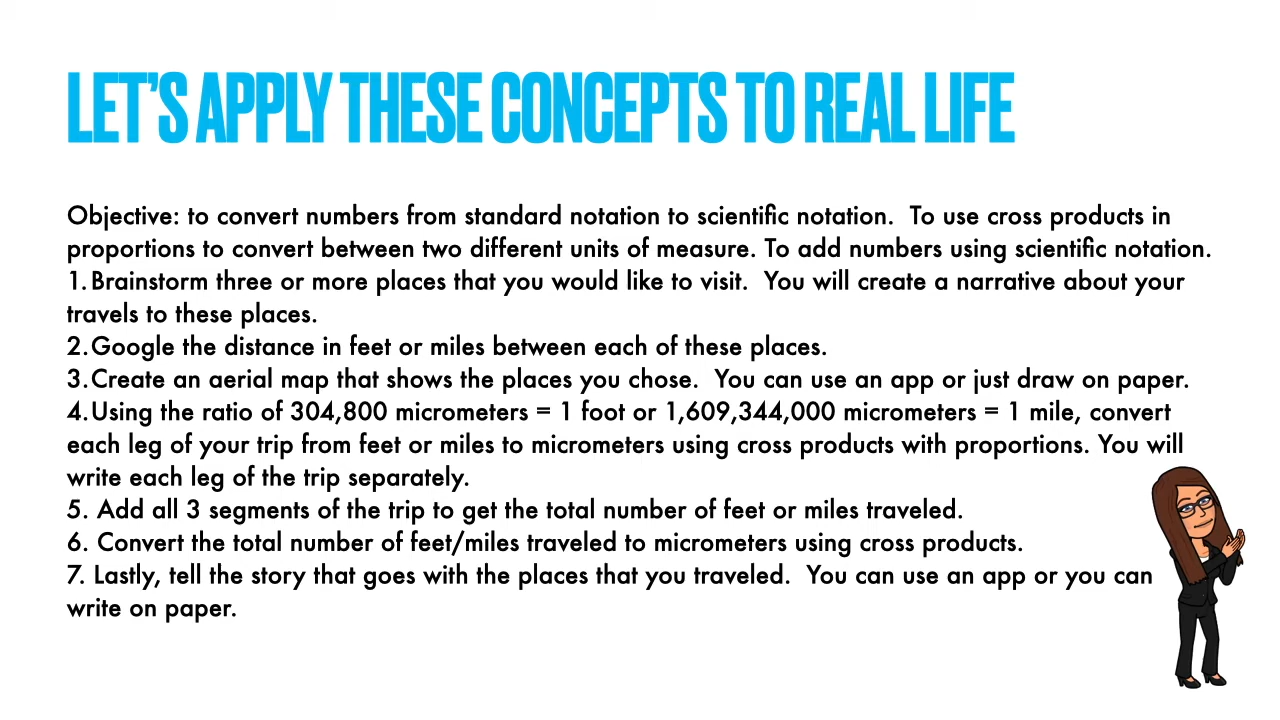 LET'S APPLY THESE CONCEPTS TO REAL LIFE
Objective: to convert numbers from standard notation to scientific notation.  To use cross products in
proportions to convert between two different units of measure. To add numbers using scientific notation.
1. Brainstorm three or more places that you would like to visit.  You will create a narrative about your
travels to these places.
2. Google the distance in feet or miles between each of these places.
3. Create an aerial map that shows the places you chose.  You can use an app or just draw on paper.
4. Using the ratio of 304,800 micrometers = 1 foot or 1,609,344,000 micrometers = 1 mile, convert
each leg of your trip from feet or miles to micrometers using cross products with proportions. You will
write each leg of the trip separately.
5. Add all 3 segments of the trip to get the total number of feet or miles traveled.
6. Convert the total number of feet/miles traveled to micrometers using cross products.
7. Lastly, tell the story that goes with the places that you traveled.  You can use an app or you can
write on paper.